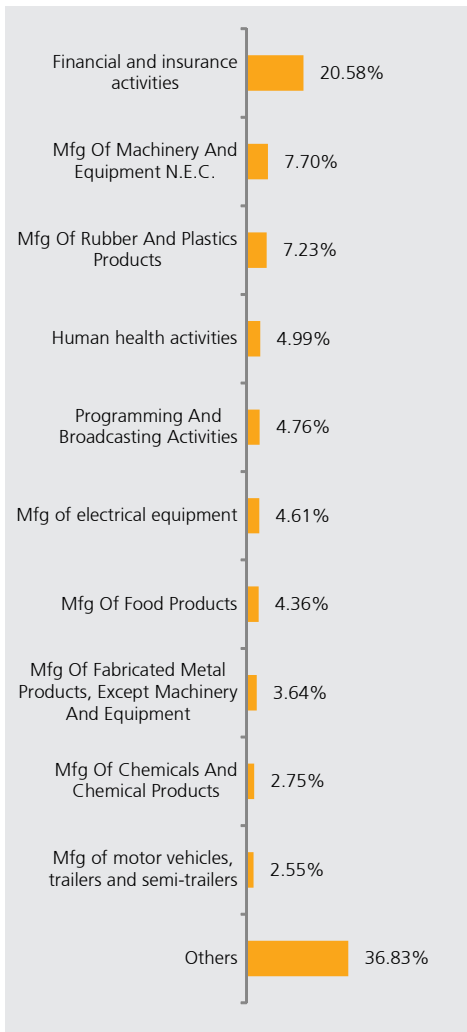 Financial and insurance
activities
20.58%
Mfg Of Machinery And
Equipment N.E.C.
7.70%
Mfg Of Rubber And Plastics
Products
7.23%
Human health activities
4.99%
Programming And
Broadcasting Activities
4.76%
Mfg of electrical equipment
4.61%
Mfg Of Food Products
4.36%
Mfg Of Fabricated Metal
Products, Except Machinery
And Equipment
3.64%
Mfg Of Chemicals And
Chemical Products
2.75%
Mfg of motor vehicles,
trailers and semi-trailers
2.55%
Others
36.83%